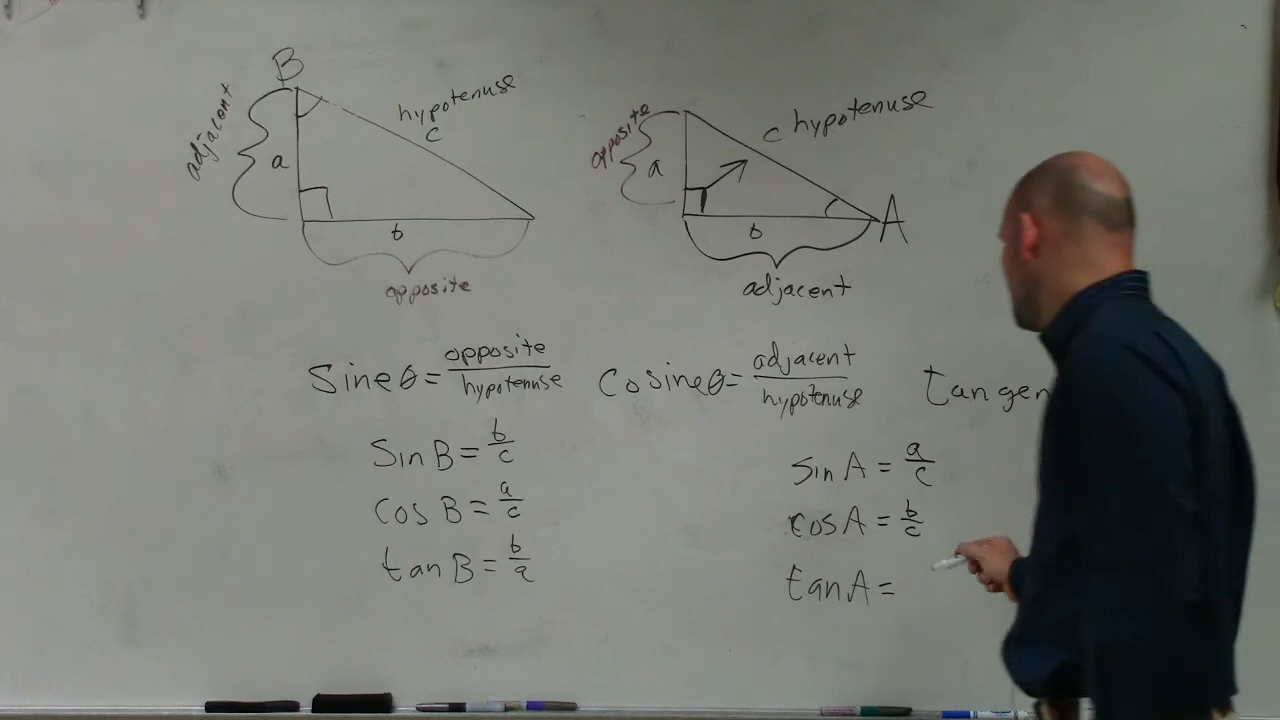 B
adjacent
a
hypotenuse
c
b
opposite
opposite
a
c hypotenuse
A
b
adjacent
Sine θ = opposite/hypotenuse
Cosine θ = adjacent/hypotenuse
tangen
Sin B = b/c
cos B = a/c
tan B = b/a
sin A = a/c
cos A = b/c
tan A =